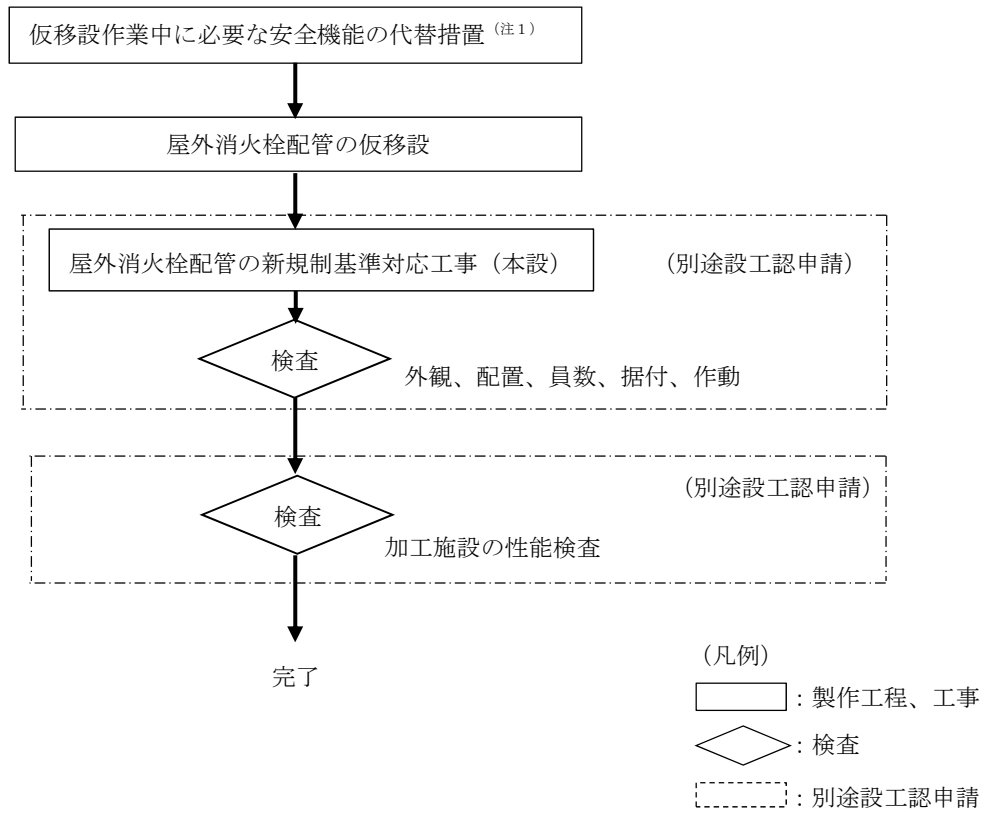 仮移設作業中に必要な安全機能の代替措置（注１）
屋外消火栓配管の仮移設
屋外消火栓配管の新規制基準対応工事（本設）
（別途設工認申請）
検査
外観、配置、員数、据付、作動
（別途設工認申請）
検査
加工施設の性能検査
完了
（凡例）
：製作工程、工事
：検査
：別途設工認申請